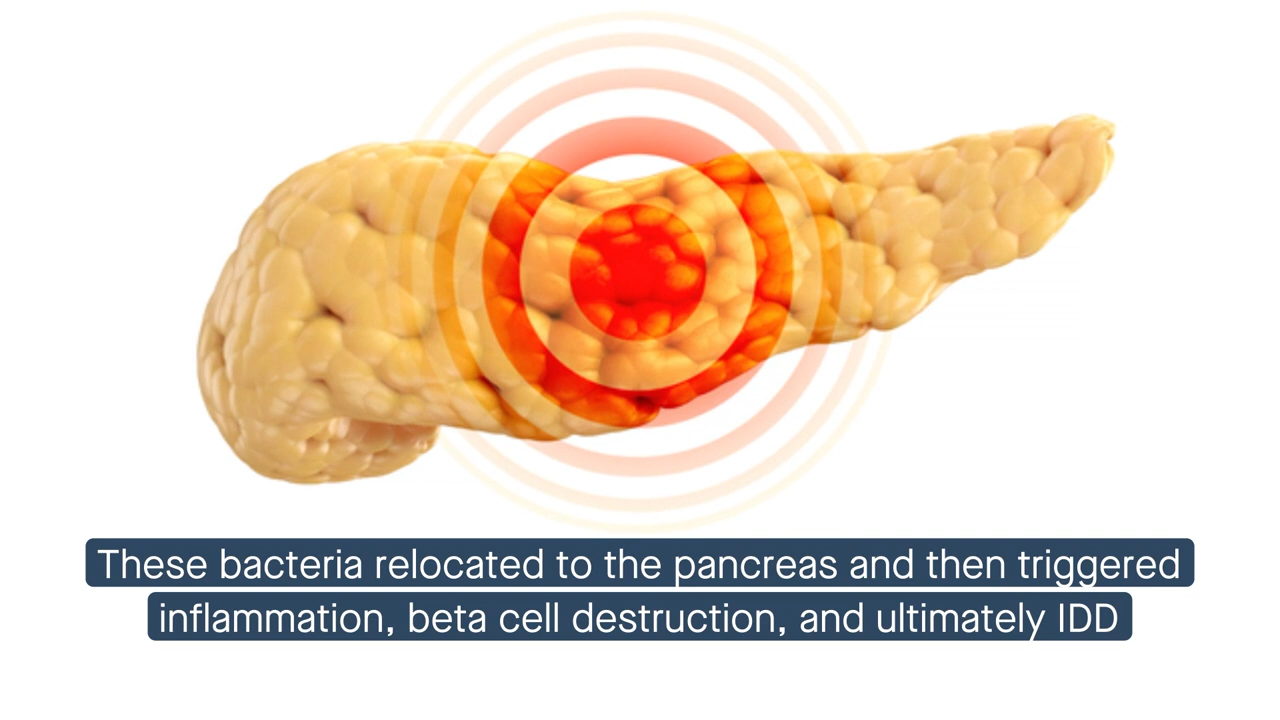 These bacteria relocated to the pancreas and then triggered
inflammation, beta cell destruction, and ultimately IDD